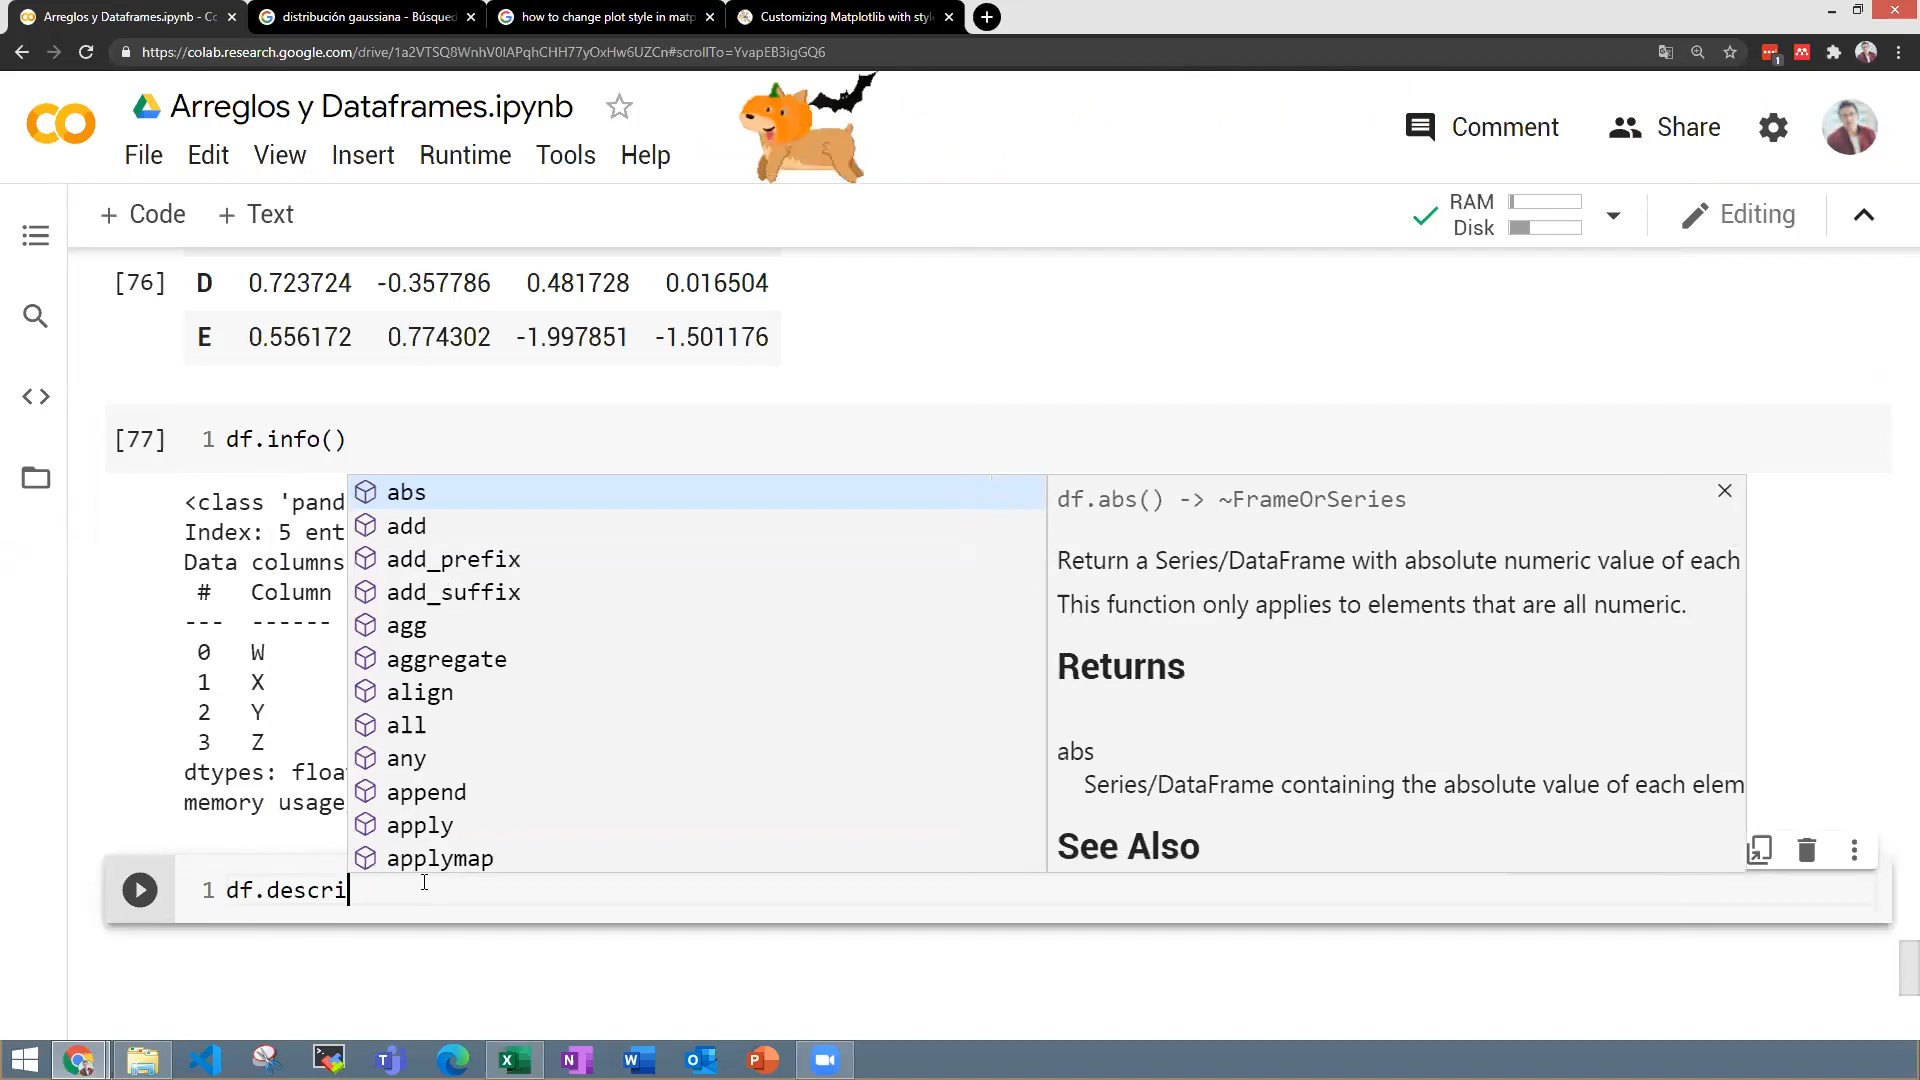 Arreglos y Dataframes.ipynb - Co
distribución gaussiana - Búsqued
how to change plot style in matp
Customizing Matplotlib with style
https://colab.research.google.com/drive/1a2VTSQ8WnhV0lAPqhCHH77yOxHw6UZCn#scrollTo=YvapEB3igGQ6
Arreglos y Dataframes.ipynb
Comment
Share
File Edit View Insert Runtime Tools Help
+ Code + Text
RAM
Disk
Editing
[76] D 0.723724 -0.357786 0.481728 0.016504
E 0.556172 0.774302 -1.997851 -1.501176
[77] 1 df.info()
<class 'pand
Index: 5 ent
Data columns
# Column
--- ------
0 W
1 X
2 Y
3 Z
dtypes: floa
memory usage
abs
add
add_prefix
add_suffix
agg
aggregate
align
all
any
append
apply
applymap
df.abs() -> ~FrameOrSeries
Return a Series/DataFrame with absolute numeric value of each
This function only applies to elements that are all numeric.
Returns
abs
Series/DataFrame containing the absolute value of each elem
See Also
1 df.descri